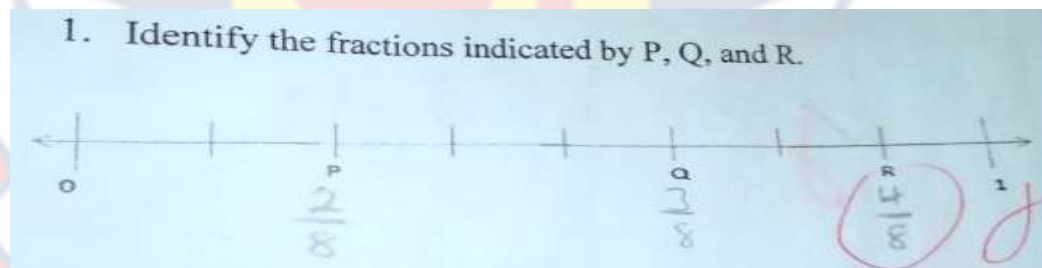 1. Identify the fractions indicated by P, Q, and R.
0 P Q R 1
2/8 3/8 4/8